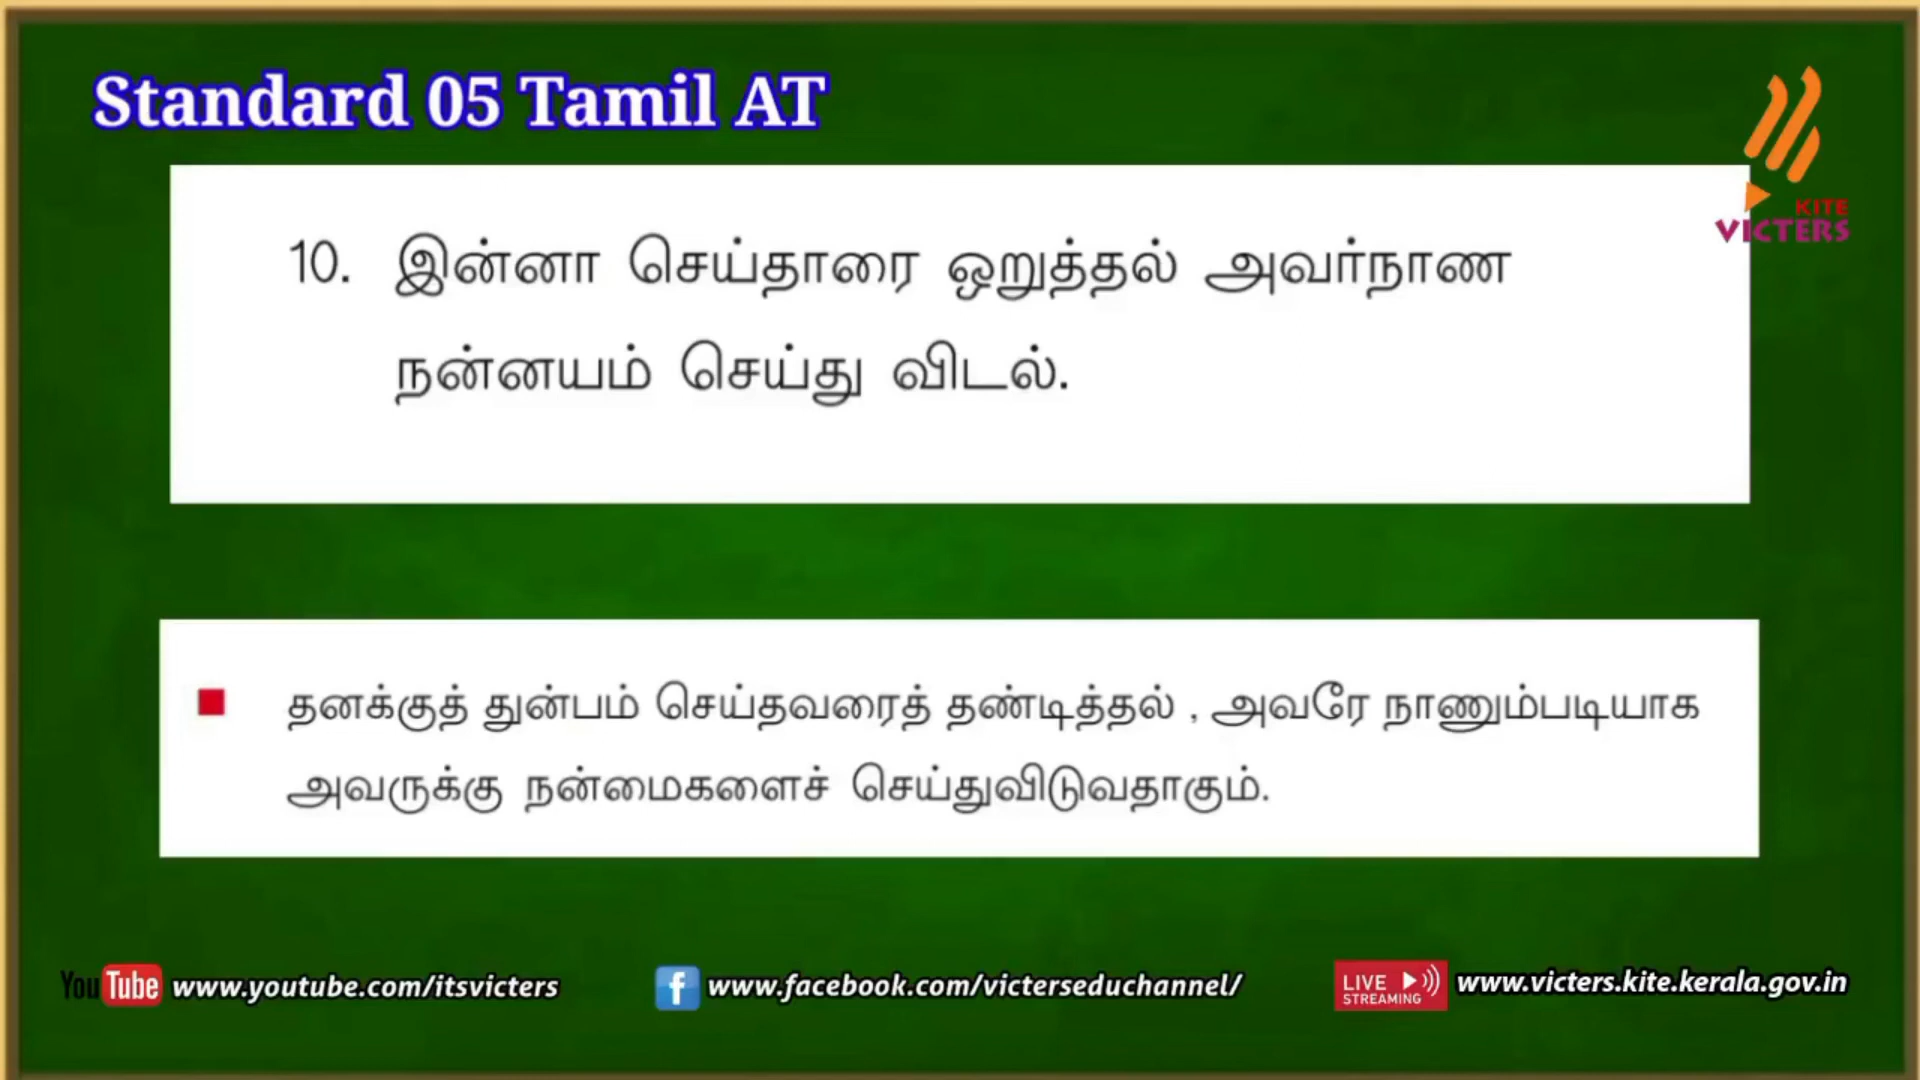 Standard 05 Tamil AT
KITE
VICTERS
10. இன்னா செய்தாரை ஒறுத்தல் அவர்நாண
நன்னயம் செய்து விடல்.
தனக்குத் துன்பம் செய்தவரைத் தண்டித்தல் , அவரே நாணும்படியாக
அவருக்கு நன்மைகளைச் செய்துவிடுவதாகும்.
YouTube www.youtube.com/itsvicters
f www.facebook.com/victerseduchannel/
LIVE STREAMING www.victers.kite.kerala.gov.in